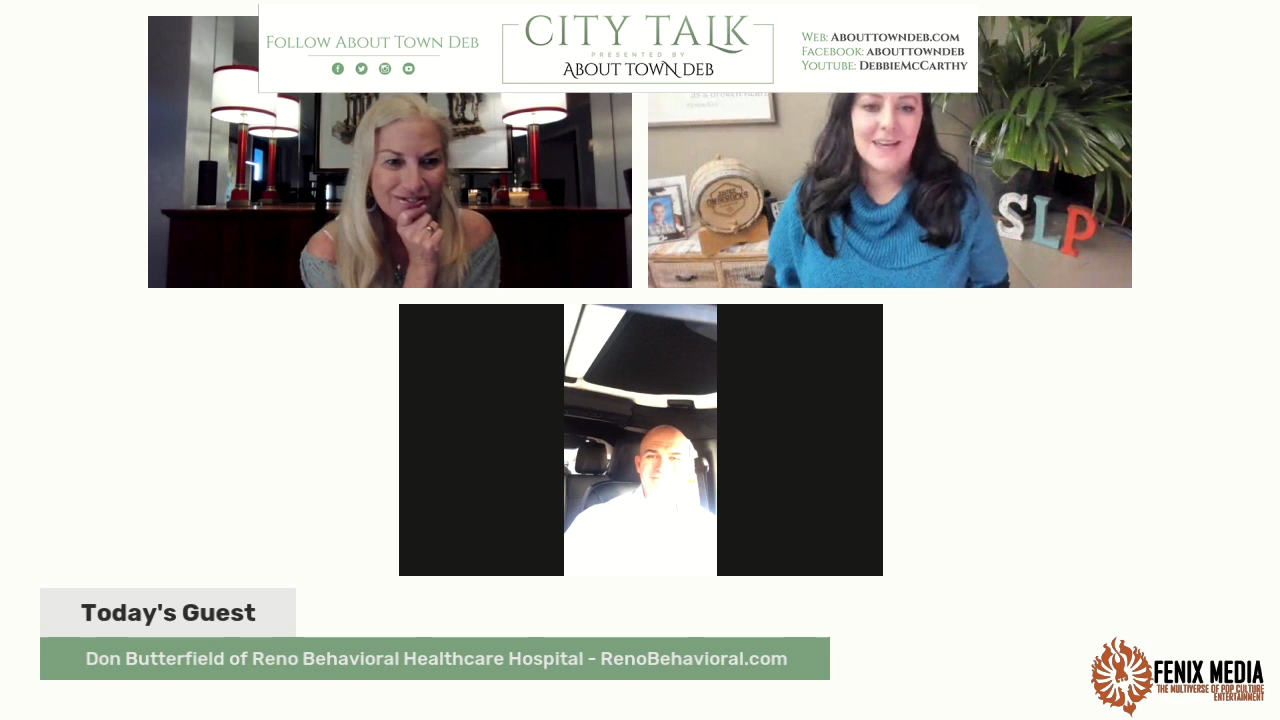 FOLLOW ABOUT TOWN DEB
CITY TALK
PRESENTED BY
ABOUT TOWN DEB
WEB: ABOUTTOWNDEB.COM
FACEBOOK: ABOUTTOWNDEB
YOUTUBE: DEBBIEMCCARTHY
SLP
Today's Guest
Don Butterfield of Reno Behavioral Healthcare Hospital - RenoBehavioral.com
FENIX MEDIA
THE MULTIVERSE OF POP CULTURE
ENTERTAINMENT